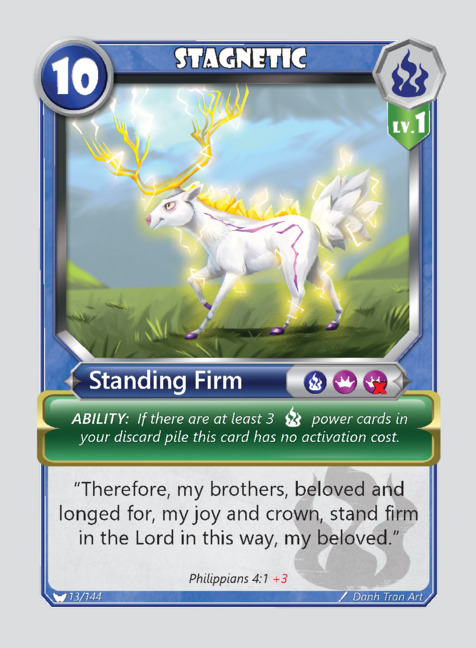 STAGNETIC
10
LV.1
Standing Firm
ABILITY: If there are at least 3 power cards in
your discard pile this card has no activation cost.
"Therefore, my brothers, beloved and
longed for, my joy and crown, stand firm
in the Lord in this way, my beloved."
Philippians 4:1 +3
13/144
Danh Tran Art